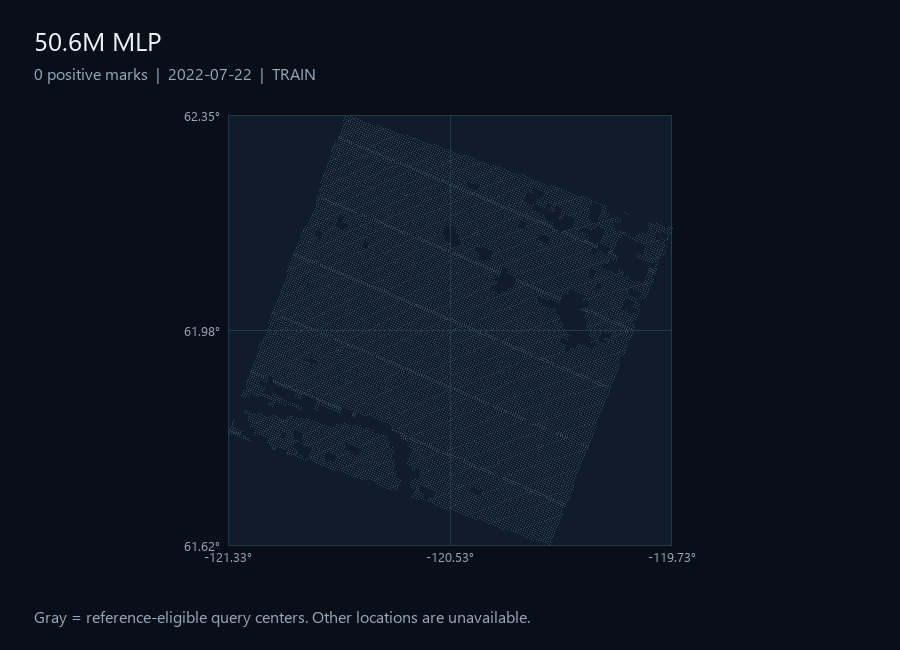 50.6M MLP
0 positive marks | 2022-07-22 | TRAIN
62.35°
61.98°
61.62°
-121.33°
-120.53°
-119.73°
Gray = reference-eligible query centers. Other locations are unavailable.